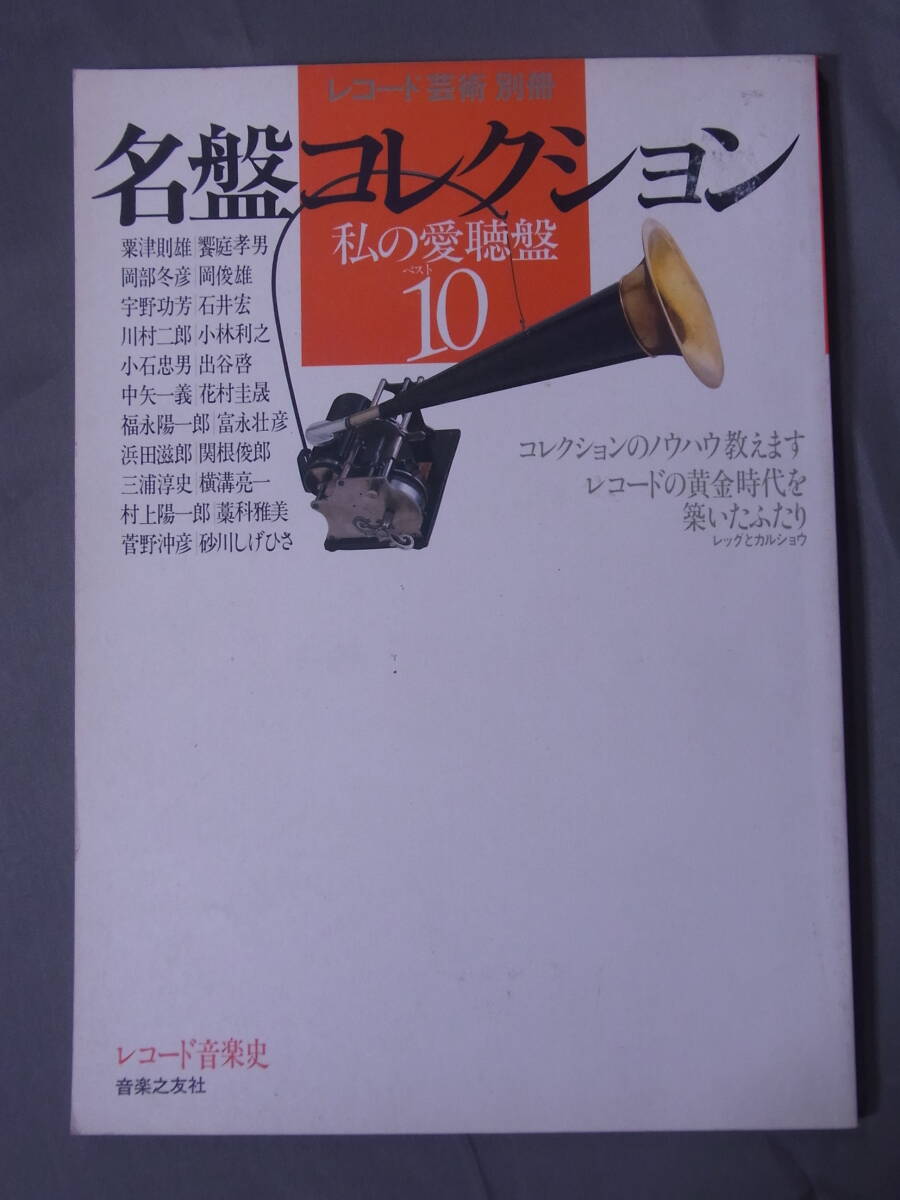 レコード芸術 別冊
名盤コレクション
私の愛聴盤
ベスト
10
粟津則雄|饗庭孝男
岡部冬彦|岡俊雄
宇野功芳|石井宏
川村二郎|小林利之
小石忠男|出谷啓
中矢一義|花村圭晟
福永陽一郎|富永壮彦
浜田滋郎|関根俊郎
三浦淳史|横溝亮一
村上陽一郎|藁科雅美
菅野沖彦|砂川しげひさ
コレクションのノウハウ教えます
レコードの黄金時代を
築いたふたり
レッグとカルショウ
レコード音楽史
音楽之友社